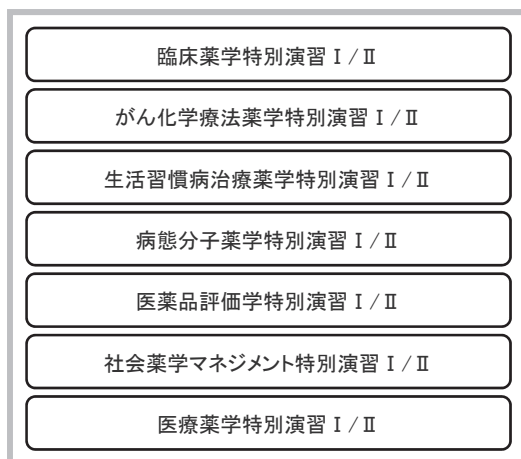 臨床薬学特別演習Ⅰ/Ⅱ
がん化学療法薬学特別演習Ⅰ/Ⅱ
生活習慣病治療薬学特別演習Ⅰ/Ⅱ
病態分子薬学特別演習Ⅰ/Ⅱ
医薬品評価学特別演習Ⅰ/Ⅱ
社会薬学マネジメント特別演習Ⅰ/Ⅱ
医療薬学特別演習Ⅰ/Ⅱ